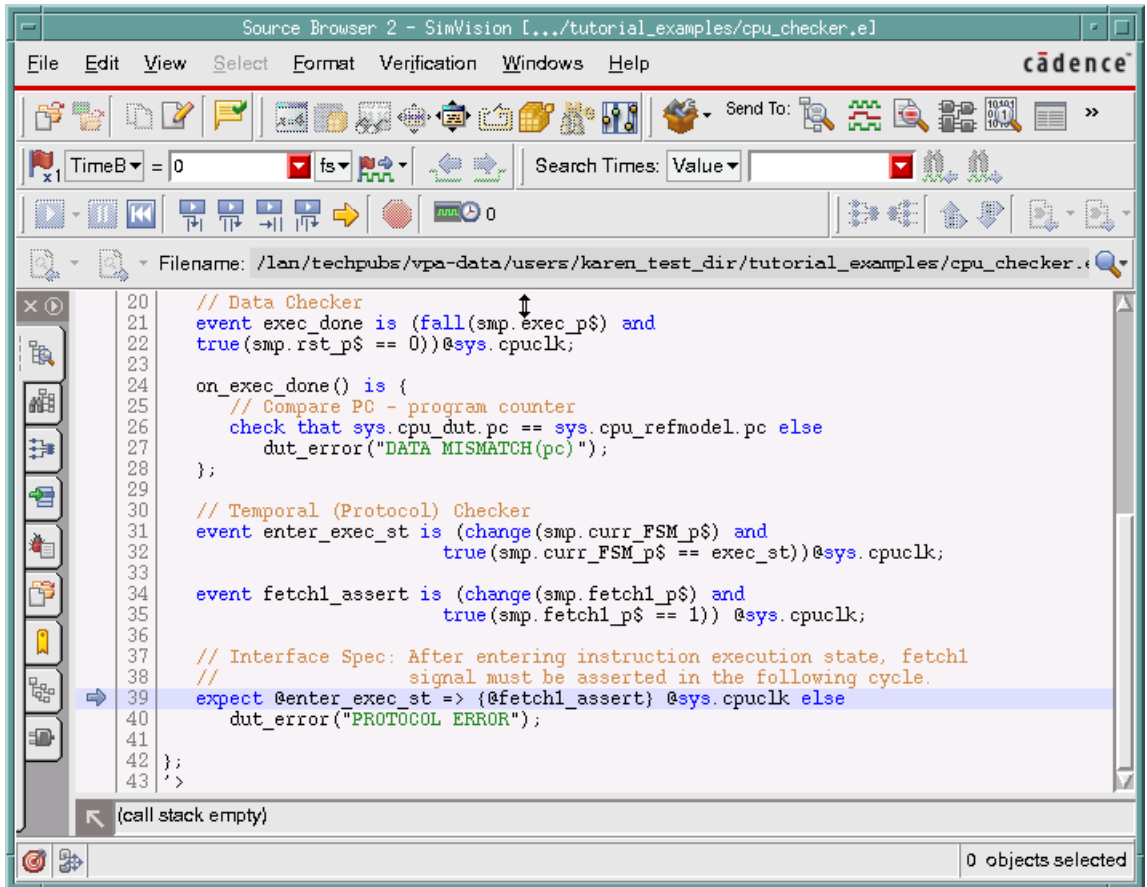 Source Browser 2 - SimVision [.../tutorial_examples/cpu_checker.e]
File Edit View Select Format Verification Windows Help cādence™
Send To: »
x1 TimeB = 0 fs Search Times: Value
0
Filename: /lan/techpubs/vpa-data/users/karen_test_dir/tutorial_examples/cpu_checker.e
20 // Data Checker
21 event exec_done is (fall(smp.exec_p$) and
22 true(smp.rst_p$ == 0))@sys.cpuclk;
23
24 on_exec_done() is {
25 // Compare PC - program counter
26 check that sys.cpu_dut.pc == sys.cpu_refmodel.pc else
27 dut_error("DATA MISMATCH(pc)");
28 };
29
30 // Temporal (Protocol) Checker
31 event enter_exec_st is (change(smp.curr_FSM_p$) and
32 true(smp.curr_FSM_p$ == exec_st))@sys.cpuclk;
33
34 event fetch1_assert is (change(smp.fetch1_p$) and
35 true(smp.fetch1_p$ == 1)) @sys.cpuclk;
36
37 // Interface Spec: After entering instruction execution state, fetch1
38 // signal must be asserted in the following cycle.
39 expect @enter_exec_st => {@fetch1_assert} @sys.cpuclk else
40 dut_error("PROTOCOL ERROR");
41
42 };
43 '>
(call stack empty)
0 objects selected